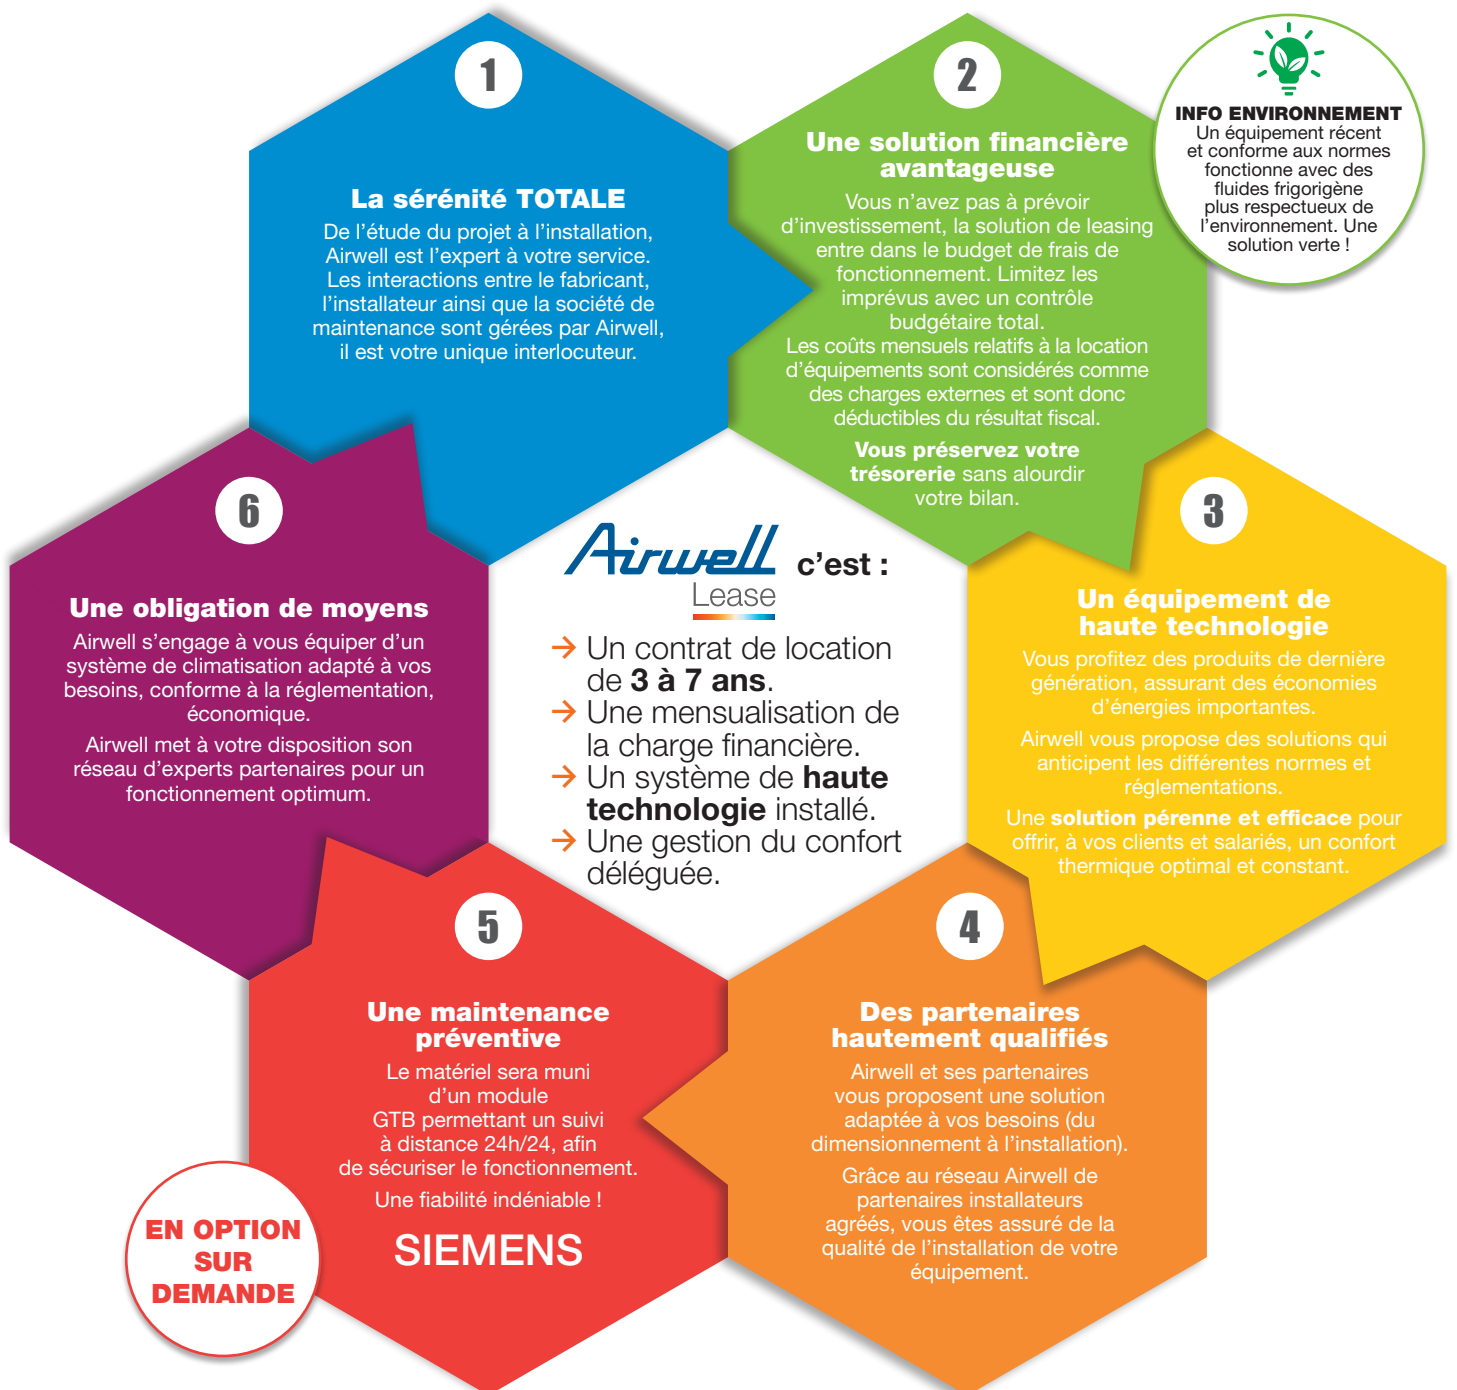 1
La sérénité TOTALE
De l’étude du projet à l’installation,
Airwell est l’expert à votre service.
Les interactions entre le fabricant,
l’installateur ainsi que la société de
maintenance sont gérées par Airwell,
il est votre unique interlocuteur.
2
Une solution financière
avantageuse
Vous n’avez pas à prévoir
d’investissement, la solution de leasing
entre dans le budget de frais de
fonctionnement. Limitez les
imprévus avec un contrôle
budgétaire total.
Les coûts mensuels relatifs à la location
d’équipements sont considérés comme
des charges externes et sont donc
déductibles du résultat fiscal.
Vous préservez votre
trésorerie sans alourdir
votre bilan.
INFO ENVIRONNEMENT
Un équipement récent
et conforme aux normes
fonctionne avec des
fluides frigorigène
plus respectueux de
l’environnement. Une
solution verte !
3
Un équipement de
haute technologie
Vous profitez des produits de dernière
génération, assurant des économies
d’énergies importantes.
Airwell vous propose des solutions qui
anticipent les différentes normes et
réglementations.
Une solution pérenne et efficace pour
offrir, à vos clients et salariés, un confort
thermique optimal et constant.
4
Des partenaires
hautement qualifiés
Airwell et ses partenaires
vous proposent une solution
adaptée à vos besoins (du
dimensionnement à l’installation).
Grâce au réseau Airwell de
partenaires installateurs
agréés, vous êtes assuré de la
qualité de l’installation de votre
équipement.
5
Une maintenance
préventive
Le matériel sera muni
d’un module
GTB permettant un suivi
à distance 24h/24, afin
de sécuriser le fonctionnement.
Une fiabilité indéniable !
SIEMENS
EN OPTION
SUR
DEMANDE
6
Une obligation de moyens
Airwell s’engage à vous équiper d’un
système de climatisation adapté à vos
besoins, conforme à la réglementation,
économique.
Airwell met à votre disposition son
réseau d’experts partenaires pour un
fonctionnement optimum.
Airwell c’est :
Lease
→ Un contrat de location
de 3 à 7 ans.
→ Une mensualisation de
la charge financière.
→ Un système de haute
technologie installé.
→ Une gestion du confort
déléguée.